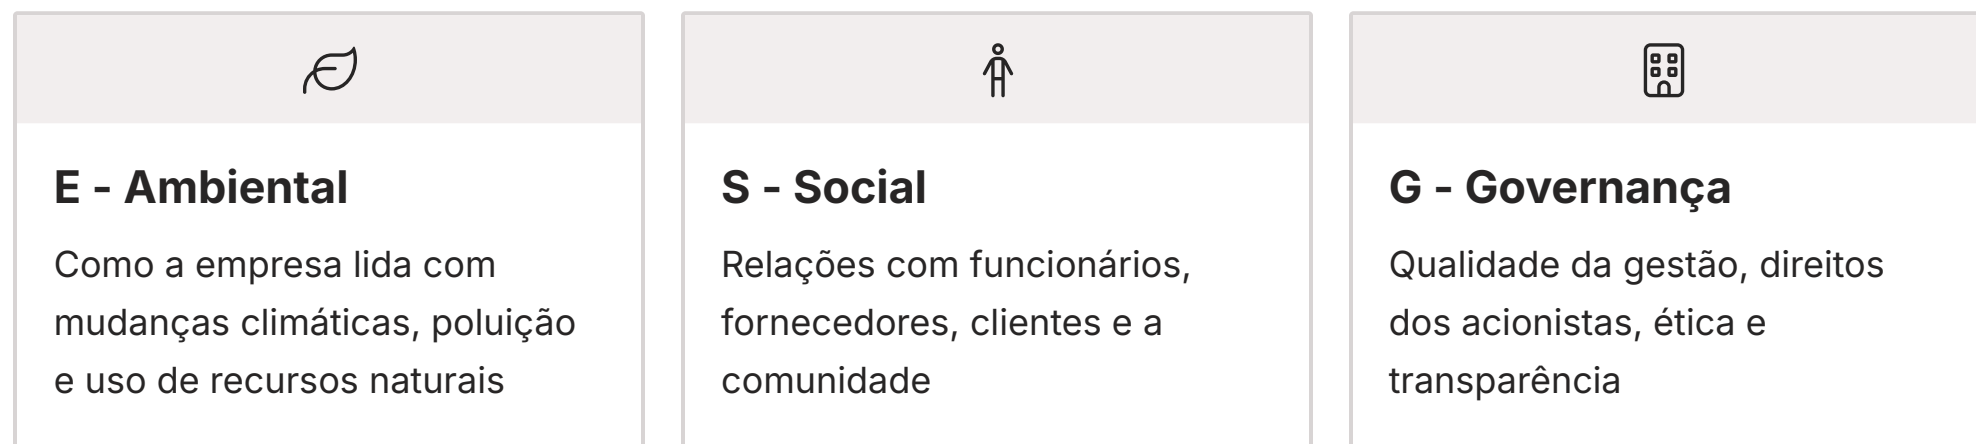 E - Ambiental
Como a empresa lida com
mudanças climáticas, poluição
e uso de recursos naturais
S - Social
Relações com funcionários,
fornecedores, clientes e a
comunidade
G - Governança
Qualidade da gestão, direitos
dos acionistas, ética e
transparência